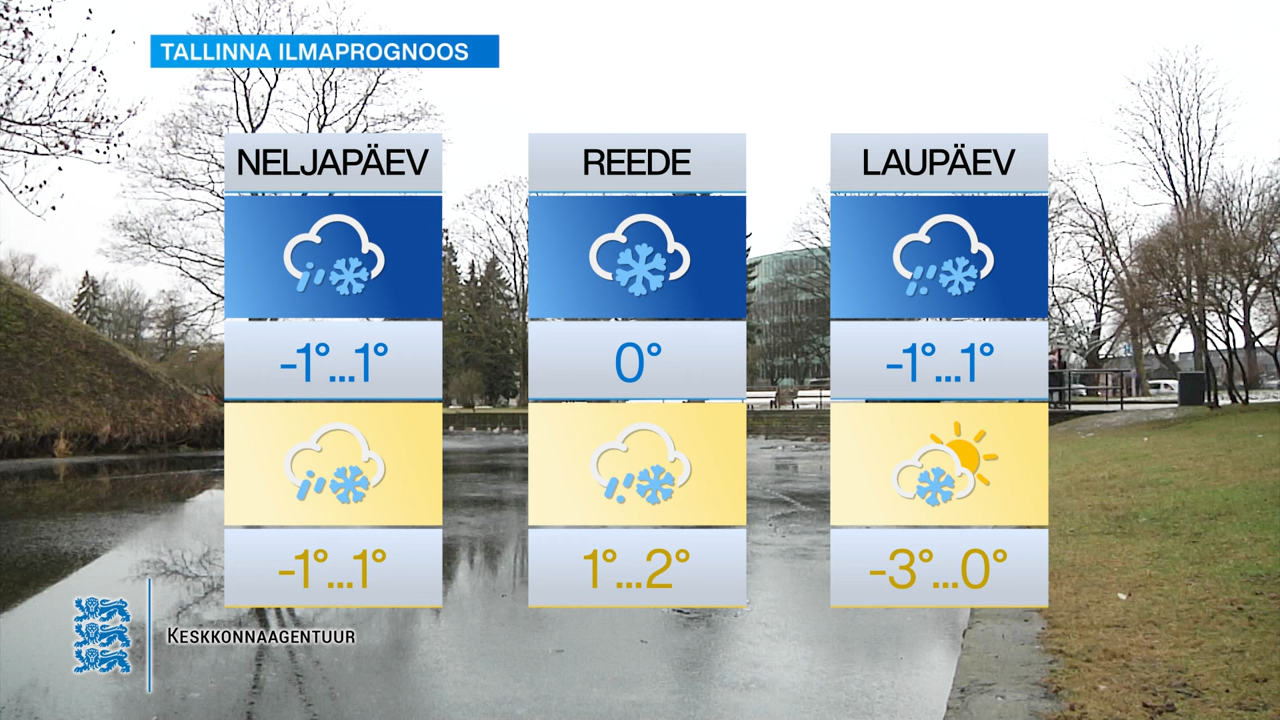 TALLINNA ILMAPROGNOOS
NELJAPÄEV
REEDE
LAUPÄEV
-1°...1°
0°
-1°...1°
-1°...1°
1°...2°
-3°...0°
KESKKONNAAGENTUUR